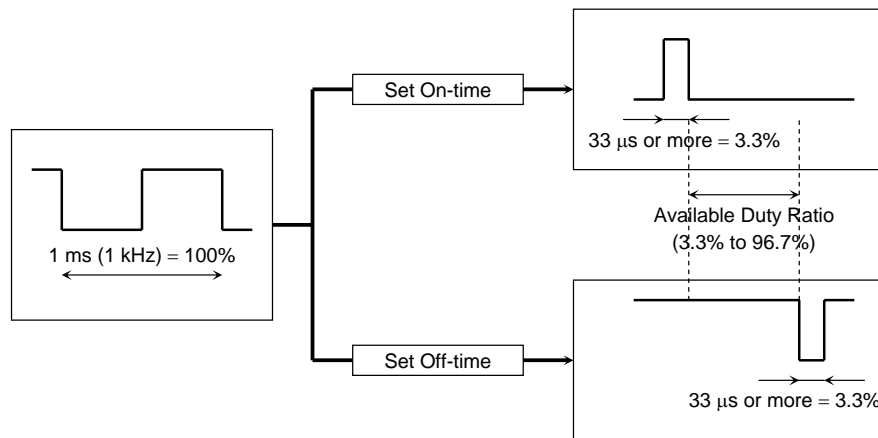 Set On-time
33 μs or more = 3.3%
1 ms (1 kHz) = 100%
Available Duty Ratio
(3.3% to 96.7%)
Set Off-time
33 μs or more = 3.3%